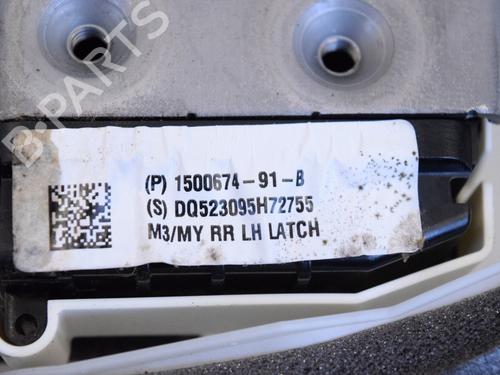 B-PARTS
(P) 1500674-91-B
(S) DQ523095H72755
M3/MY RR LH LATCH